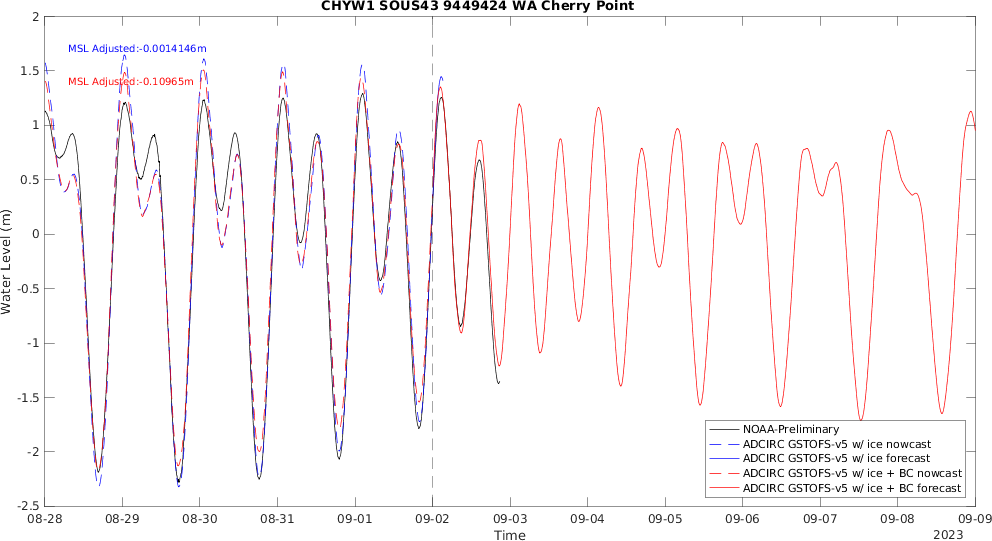 CHYW1 SOUS43 9449424 WA Cherry Point
MSL Adjusted:-0.0014146m
MSL Adjusted:-0.10965m
Water Level (m)
2
1.5
1
0.5
0
-0.5
-1
-1.5
-2
-2.5
NOAA-Preliminary
ADCIRC GSTOFS-v5 w/ ice nowcast
ADCIRC GSTOFS-v5 w/ ice forecast
ADCIRC GSTOFS-v5 w/ ice + BC nowcast
ADCIRC GSTOFS-v5 w/ ice + BC forecast
08-28 08-29 08-30 08-31 09-01 09-02 09-03 09-04 09-05 09-06 09-07 09-08 09-09
Time
2023